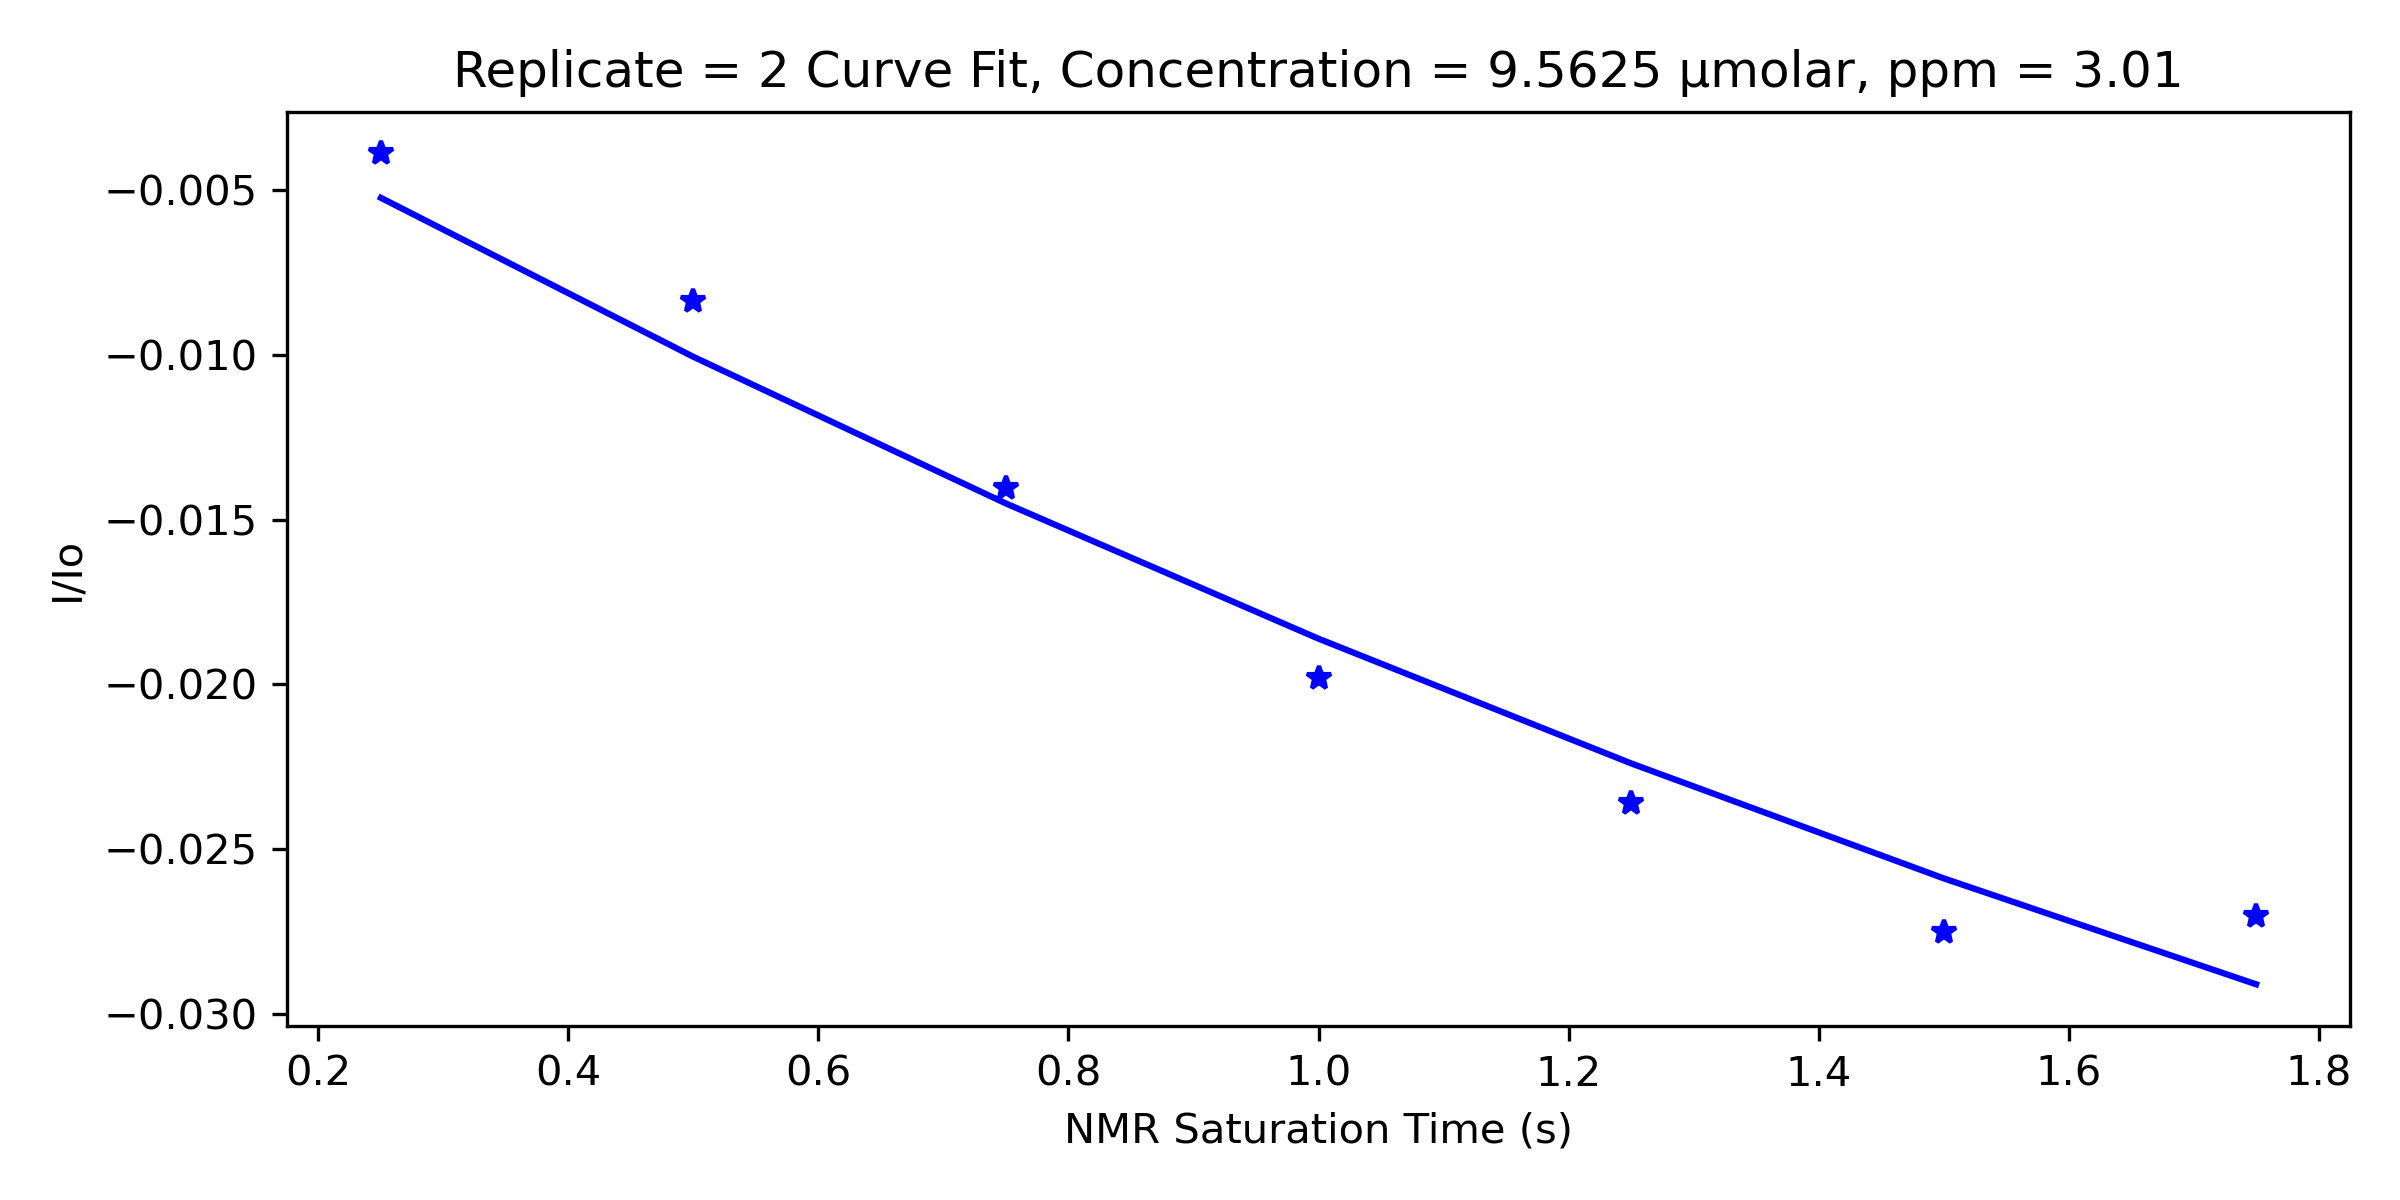 Replicate = 2 Curve Fit, Concentration = 9.5625 µmolar, ppm = 3.01
−0.005
−0.010
−0.015
−0.020
−0.025
−0.030
I/Io
0.2 0.4 0.6 0.8 1.0 1.2 1.4 1.6 1.8
NMR Saturation Time (s)